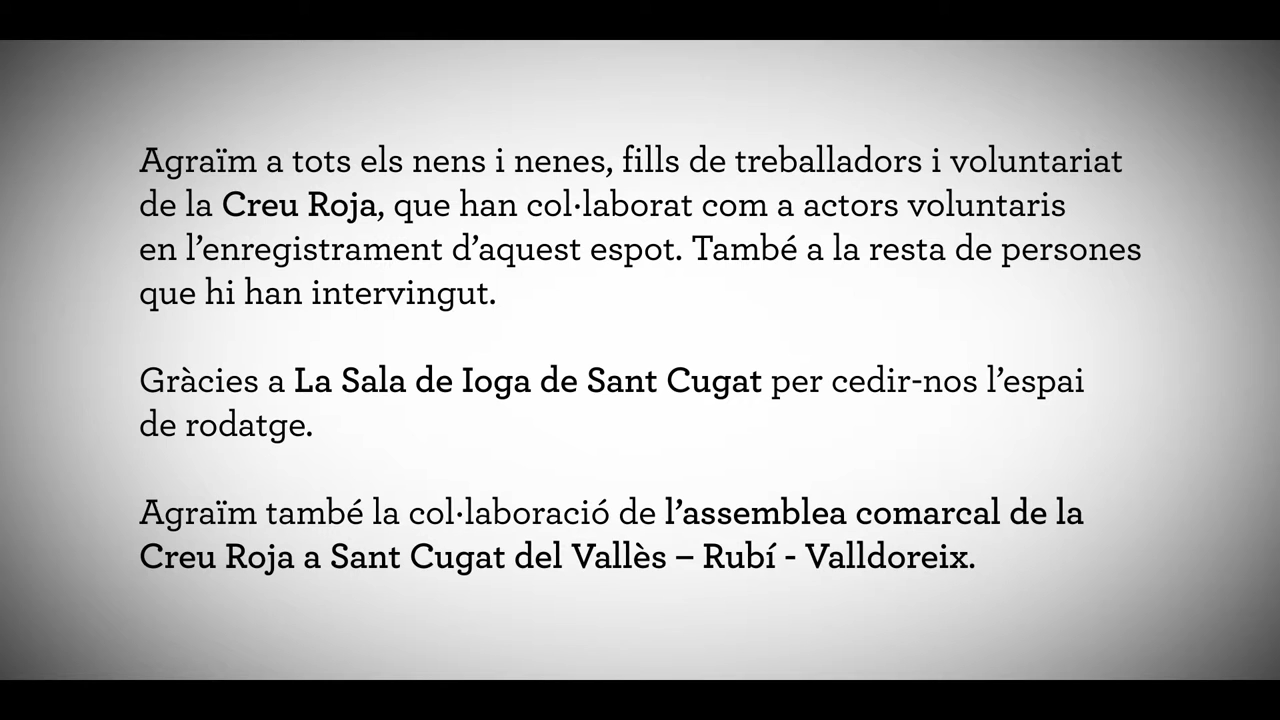 Agraïm a tots els nens i nenes, fills de treballadors i voluntariat
de la Creu Roja, que han col·laborat com a actors voluntaris
en l’enregistrament d’aquest espot. També a la resta de persones
que hi han intervingut.
Gràcies a La Sala de Ioga de Sant Cugat per cedir-nos l’espai
de rodatge.
Agraïm també la col·laboració de l’assemblea comarcal de la
Creu Roja a Sant Cugat del Vallès – Rubí - Valldoreix.